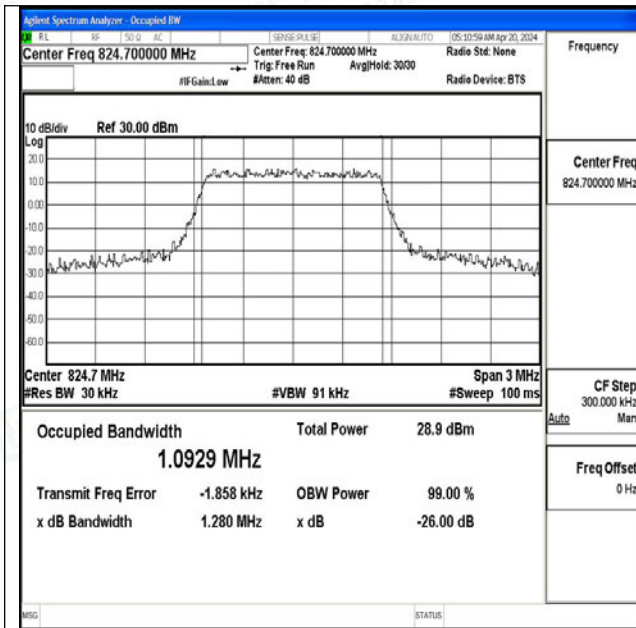 Agilent Spectrum Analyzer - Occupied BW
RL RF 50 Ω AC SENSE:PULSE ALIGNAUTO 05:10:59 AM Apr 20, 2024
Center Freq 824.700000 MHz
Center Freq: 824.700000 MHz
Radio Std: None
Trig: Free Run Avg|Hold: 30/30
#IFGain:Low
#Atten: 40 dB
Radio Device: BTS
10 dB/div Ref 30.00 dBm
Log
20.0
10.0
0.00
-10.0
-20.0
-30.0
-40.0
-50.0
-60.0
Center 824.7 MHz Span 3 MHz
#Res BW 30 kHz #VBW 91 kHz #Sweep 100 ms
Occupied Bandwidth Total Power 28.9 dBm
1.0929 MHz
Transmit Freq Error -1.858 kHz OBW Power 99.00 %
x dB Bandwidth 1.280 MHz x dB -26.00 dB
MSG STATUS
Frequency
Center Freq
824.700000 MHz
CF Step
300.000 kHz
Auto Man
Freq Offset
0 Hz